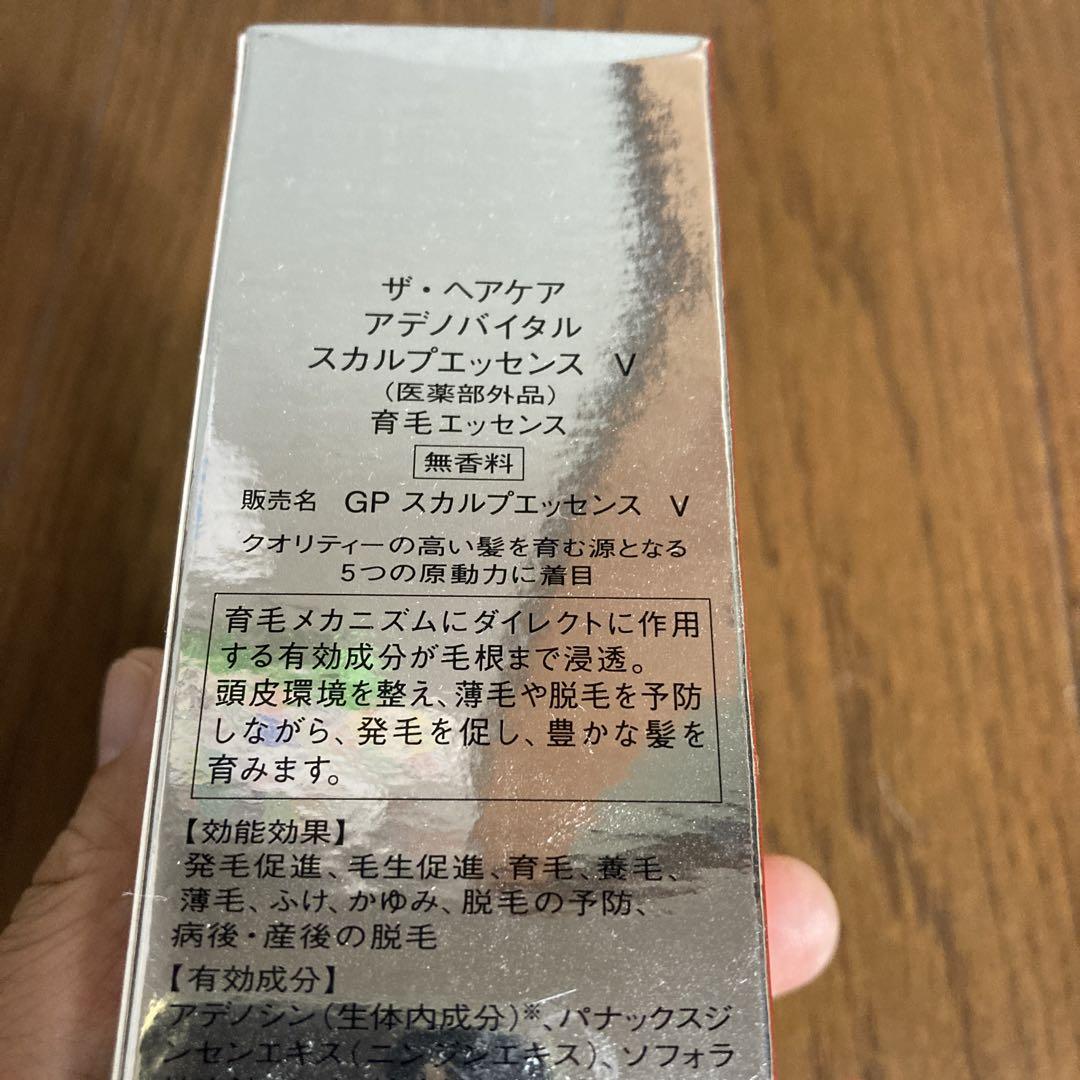 ザ・ヘアケア
アデノバイタル
スカルプエッセンス V
(医薬部外品)
育毛エッセンス
無香料
販売名 GP スカルプエッセンス V
クオリティーの高い髪を育む源となる
5つの原動力に着目
育毛メカニズムにダイレクトに作用
する有効成分が毛根まで浸透。
頭皮環境を整え、薄毛や脱毛を予防
しながら、発毛を促し、豊かな髪を
育みます。
【効能効果】
発毛促進、毛生促進、育毛、養毛、
薄毛、ふけ、かゆみ、脱毛の予防、
病後・産後の脱毛
【有効成分】
アデノシン(生体内成分)※、パナックスジ
ンセンエキス(ニンジンエキス)、ソフォラ